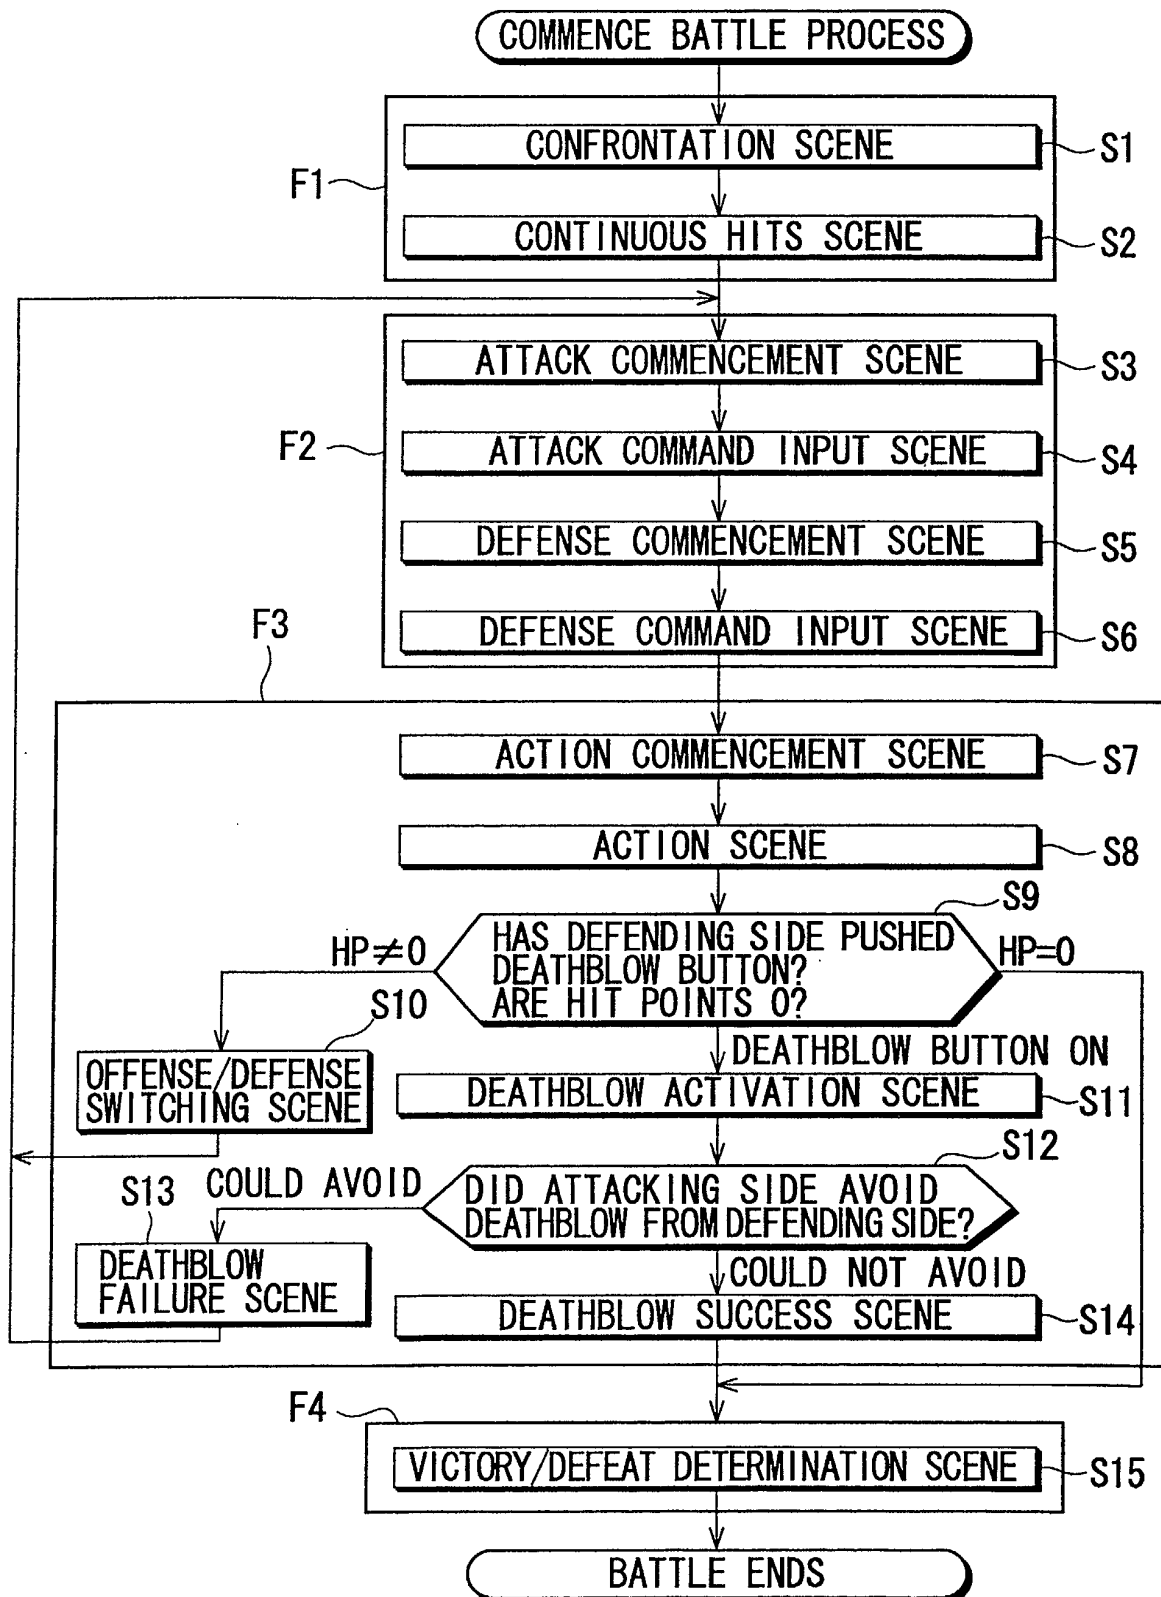 COMMENCE BATTLE PROCESS
CONFRONTATION SCENE
S1
F1
CONTINUOUS HITS SCENE
S2
ATTACK COMMENCEMENT SCENE
S3
F2
ATTACK COMMAND INPUT SCENE
S4
DEFENSE COMMENCEMENT SCENE
S5
DEFENSE COMMAND INPUT SCENE
S6
F3
ACTION COMMENCEMENT SCENE
S7
ACTION SCENE
S8
S9
HP≠0
HAS DEFENDING SIDE PUSHED
DEATHBLOW BUTTON?
ARE HIT POINTS 0?
HP=0
S10
OFFENSE/DEFENSE
SWITCHING SCENE
DEATHBLOW BUTTON ON
DEATHBLOW ACTIVATION SCENE
S11
S12
COULD AVOID
DID ATTACKING SIDE AVOID
DEATHBLOW FROM DEFENDING SIDE?
S13
DEATHBLOW
FAILURE SCENE
COULD NOT AVOID
DEATHBLOW SUCCESS SCENE
S14
F4
VICTORY/DEFEAT DETERMINATION SCENE
S15
BATTLE ENDS